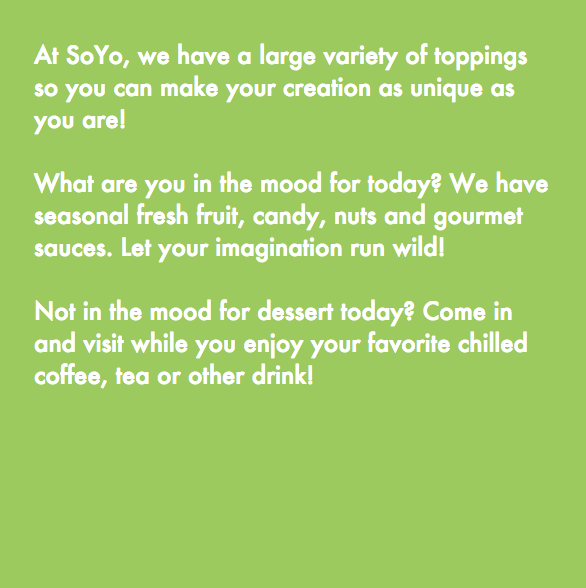 At SoYo, we have a large variety of toppings
so you can make your creation as unique as
you are!
What are you in the mood for today? We have
seasonal fresh fruit, candy, nuts and gourmet
sauces. Let your imagination run wild!
Not in the mood for dessert today? Come in
and visit while you enjoy your favorite chilled
coffee, tea or other drink!